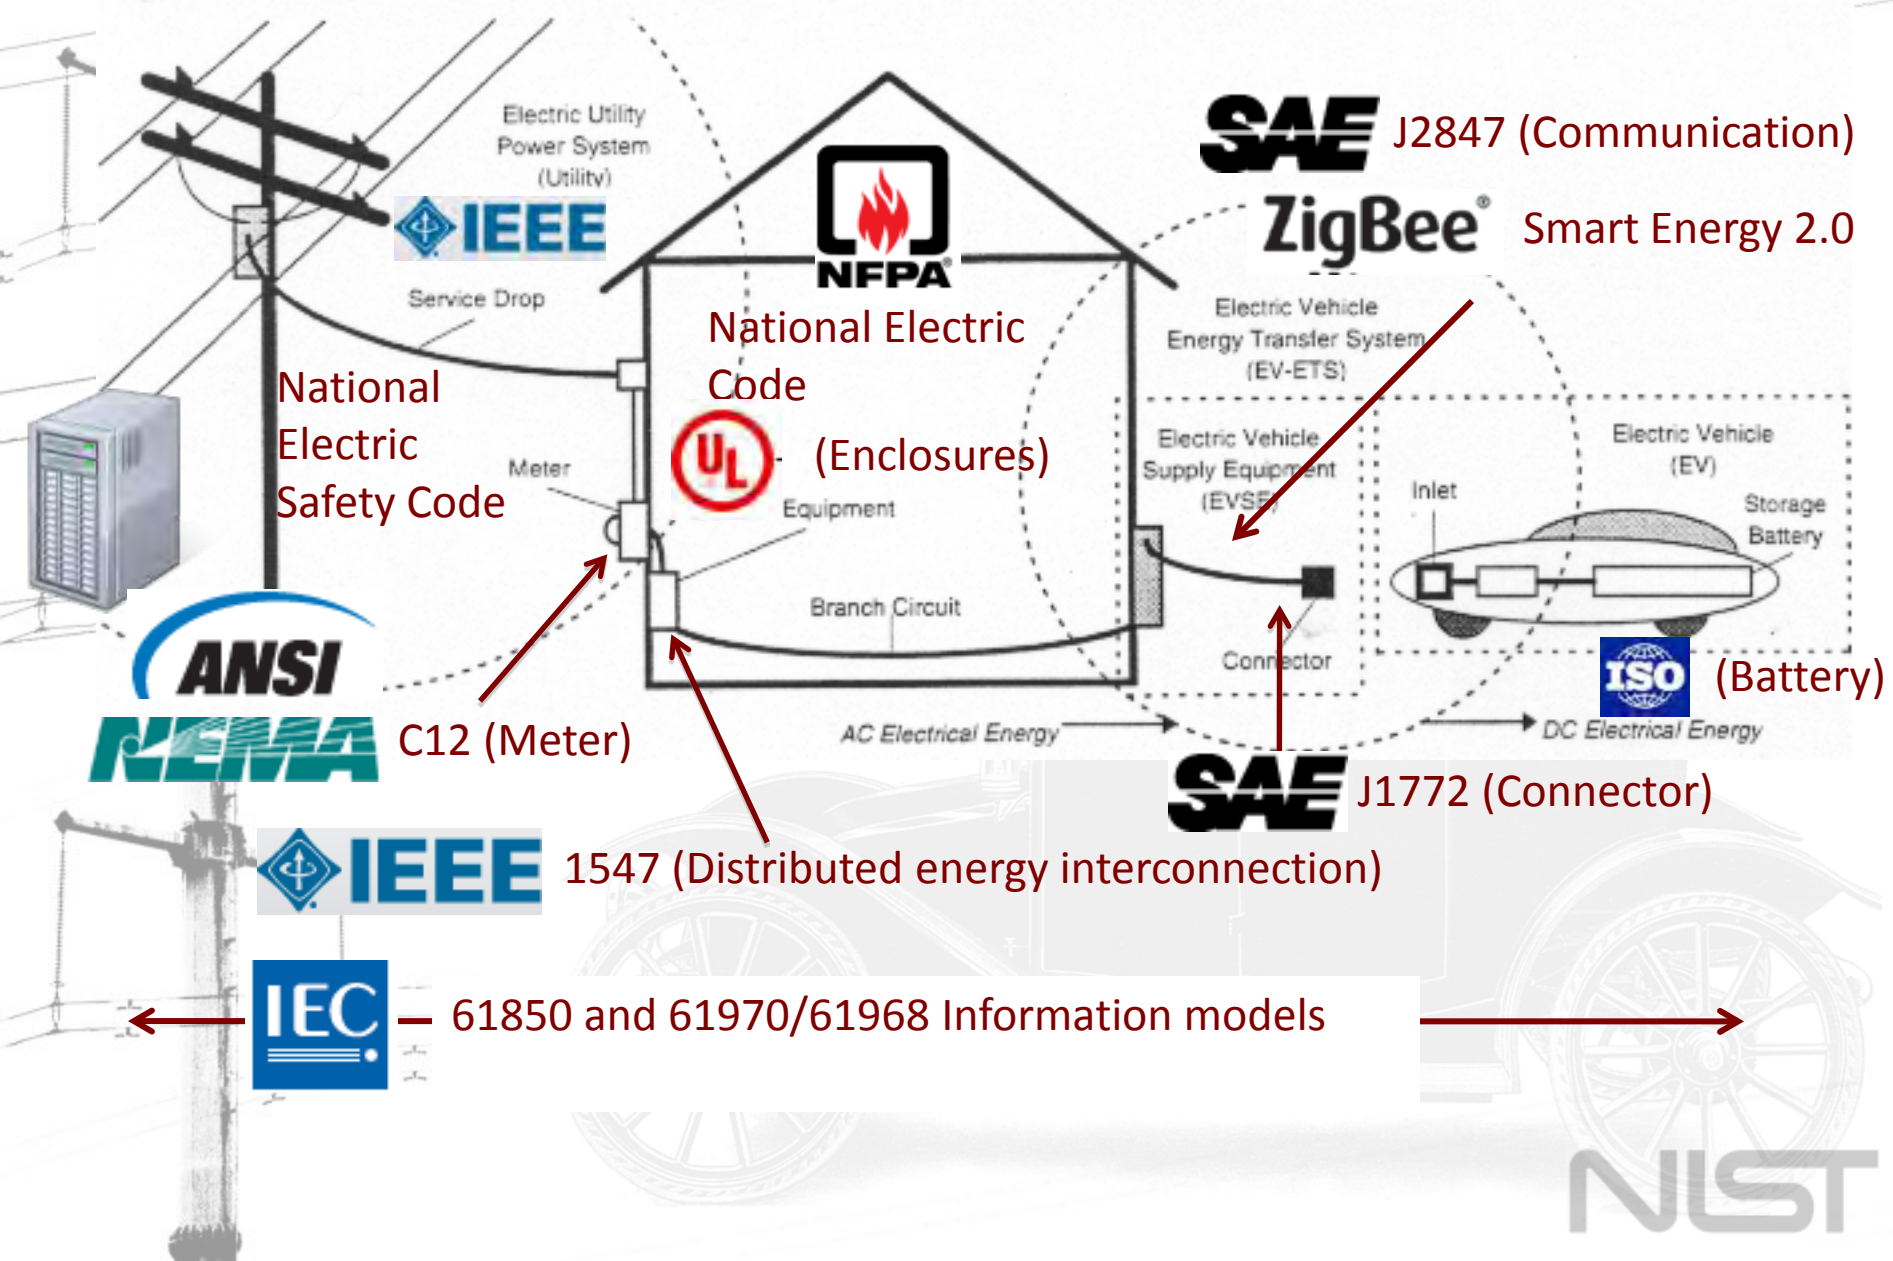 Electric Utility
Power System
(Utility)
IEEE
Service Drop
National
Electric
Safety Code
Meter
NFPA
National Electric
Code
UL
(Enclosures)
Equipment
Branch Circuit
SAE J2847 (Communication)
ZigBee® Smart Energy 2.0
Electric Vehicle
Energy Transfer System
(EV-ETS)
Electric Vehicle
Supply Equipment
(EVSE)
Connector
Electric Vehicle
(EV)
Inlet
Storage
Battery
ISO (Battery)
AC Electrical Energy
DC Electrical Energy
ANSI
NEMA
C12 (Meter)
SAE J1772 (Connector)
IEEE 1547 (Distributed energy interconnection)
IEC 61850 and 61970/61968 Information models
NIST